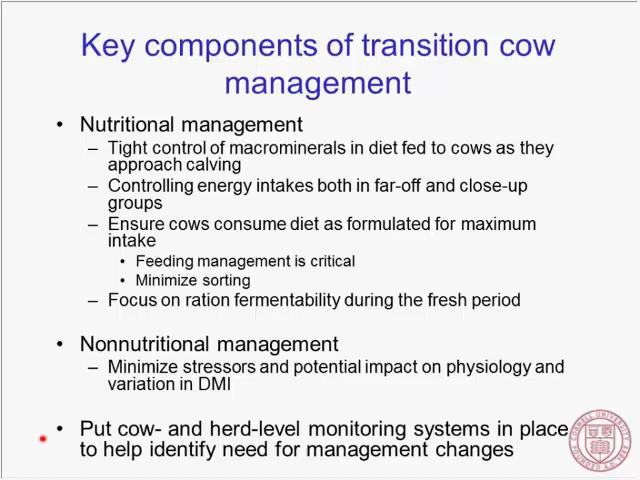 Key components of transition cow
management
• Nutritional management
– Tight control of macrominerals in diet fed to cows as they
approach calving
– Controlling energy intakes both in far-off and close-up
groups
– Ensure cows consume diet as formulated for maximum
intake
• Feeding management is critical
• Minimize sorting
– Focus on ration fermentability during the fresh period
• Nonnutritional management
– Minimize stressors and potential impact on physiology and
variation in DMI
• Put cow- and herd-level monitoring systems in place
to help identify need for management changes
CORNELL UNIVERSITY
FOUNDED A.D. 1865